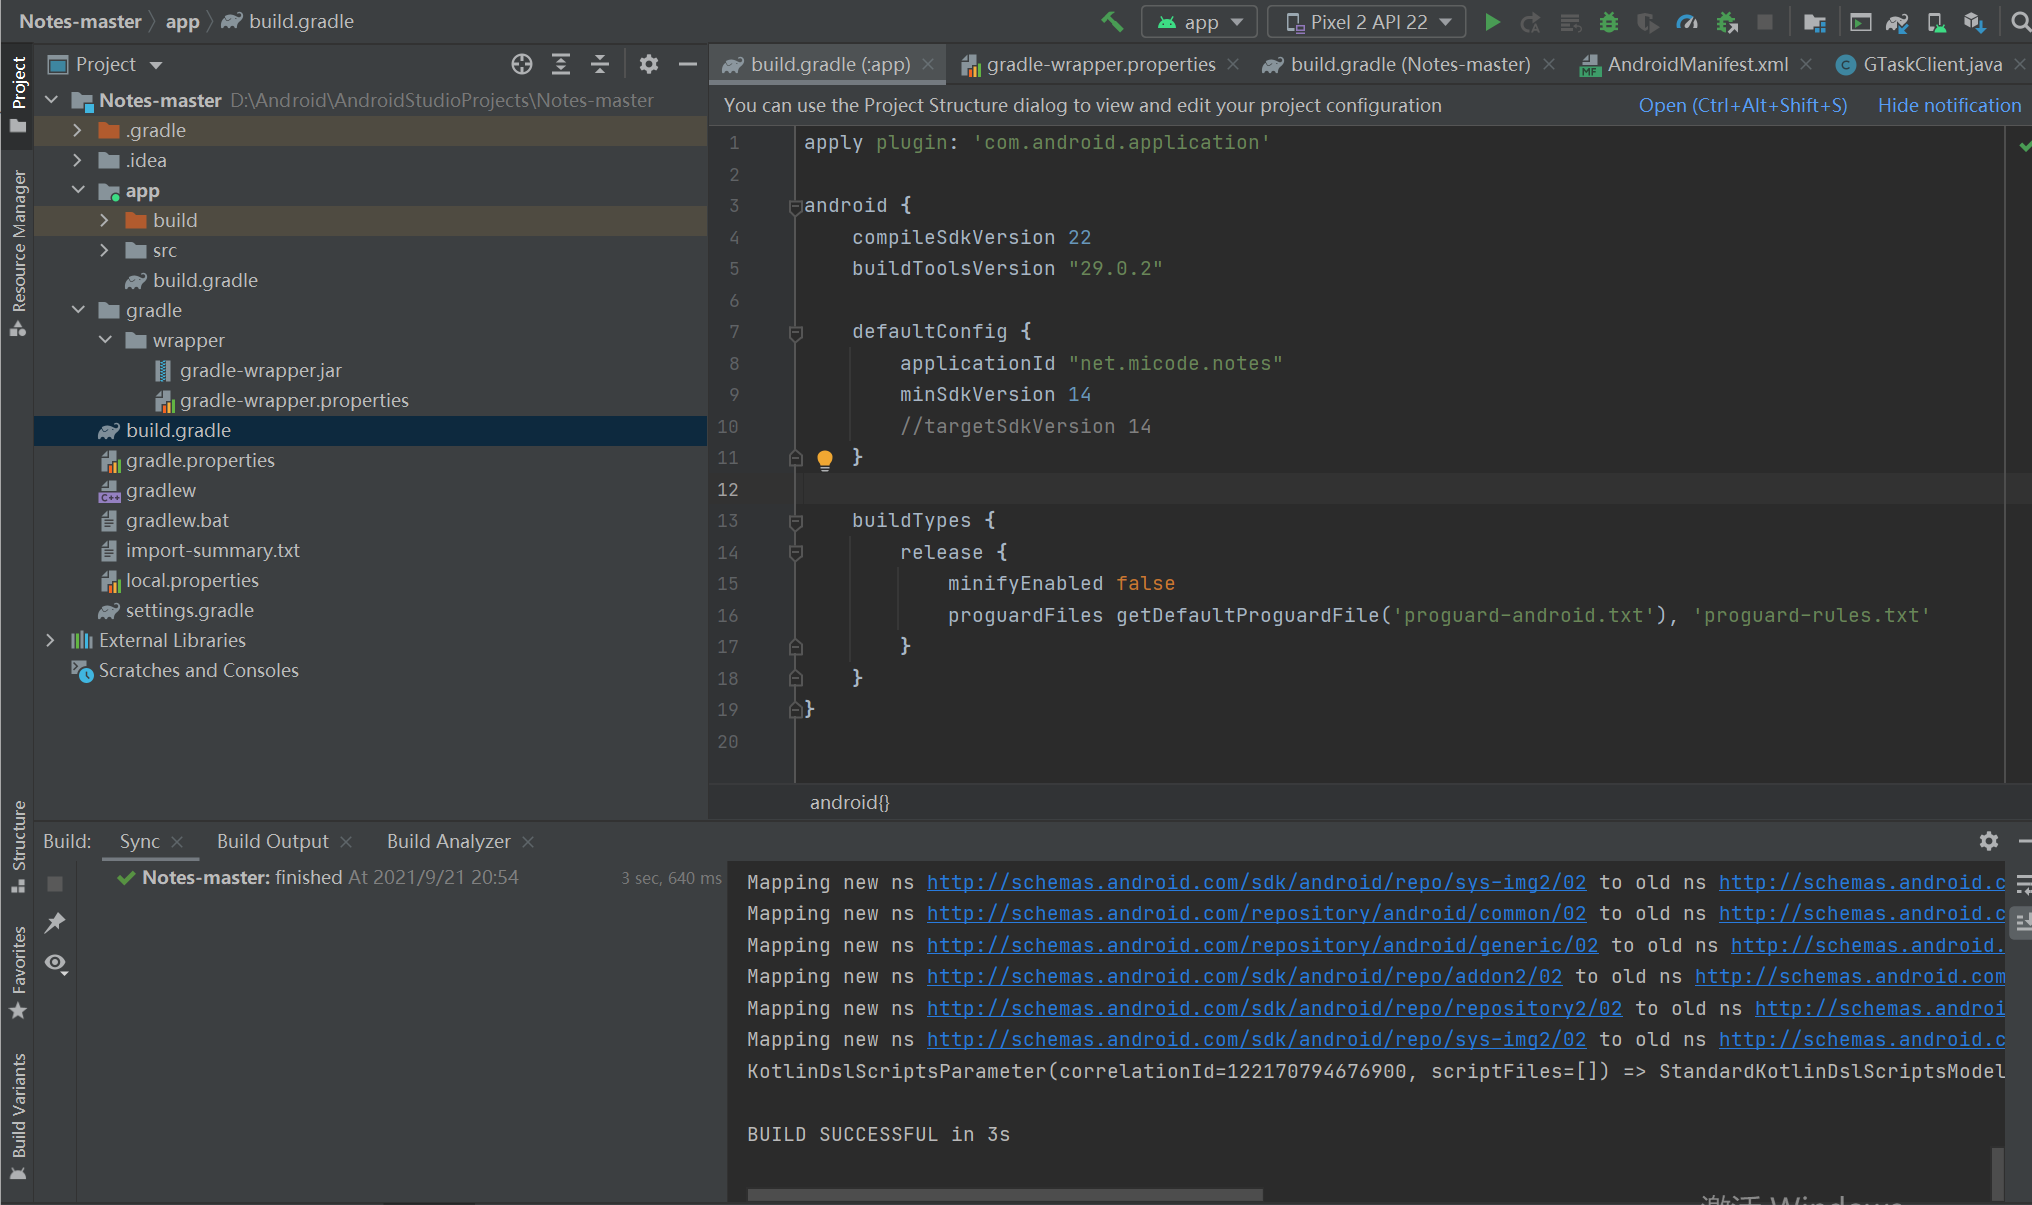 Notes-master app build.gradle
app
Pixel 2 API 22
Project
Resource Manager
Structure
Favorites
Build Variants
Project
Notes-master D:\Android\AndroidStudioProjects\Notes-master
.gradle
.idea
app
build
src
build.gradle
gradle
wrapper
gradle-wrapper.jar
gradle-wrapper.properties
build.gradle
gradle.properties
C++
gradlew
gradlew.bat
import-summary.txt
local.properties
settings.gradle
External Libraries
Scratches and Consoles
build.gradle (:app) gradle-wrapper.properties build.gradle (Notes-master) MF AndroidManifest.xml C GTaskClient.java
You can use the Project Structure dialog to view and edit your project configuration Open (Ctrl+Alt+Shift+S) Hide notification
1 apply plugin: 'com.android.application'
2
3 android {
4 compileSdkVersion 22
5 buildToolsVersion "29.0.2"
6
7 defaultConfig {
8 applicationId "net.micode.notes"
9 minSdkVersion 14
10 //targetSdkVersion 14
11 }
12
13 buildTypes {
14 release {
15 minifyEnabled false
16 proguardFiles getDefaultProguardFile('proguard-android.txt'), 'proguard-rules.txt'
17 }
18 }
19 }
20
android{}
Build: Sync Build Output Build Analyzer
Notes-master: finished At 2021/9/21 20:54 3 sec, 640 ms
Mapping new ns http://schemas.android.com/sdk/android/repo/sys-img2/02 to old ns http://schemas.android.c
Mapping new ns http://schemas.android.com/repository/android/common/02 to old ns http://schemas.android.c
Mapping new ns http://schemas.android.com/repository/android/generic/02 to old ns http://schemas.android.
Mapping new ns http://schemas.android.com/sdk/android/repo/addon2/02 to old ns http://schemas.android.com
Mapping new ns http://schemas.android.com/sdk/android/repo/repository2/02 to old ns http://schemas.androi
Mapping new ns http://schemas.android.com/sdk/android/repo/sys-img2/02 to old ns http://schemas.android.c
KotlinDslScriptsParameter(correlationId=122170794676900, scriptFiles=[]) => StandardKotlinDslScriptsModel
BUILD SUCCESSFUL in 3s
激活 Windows